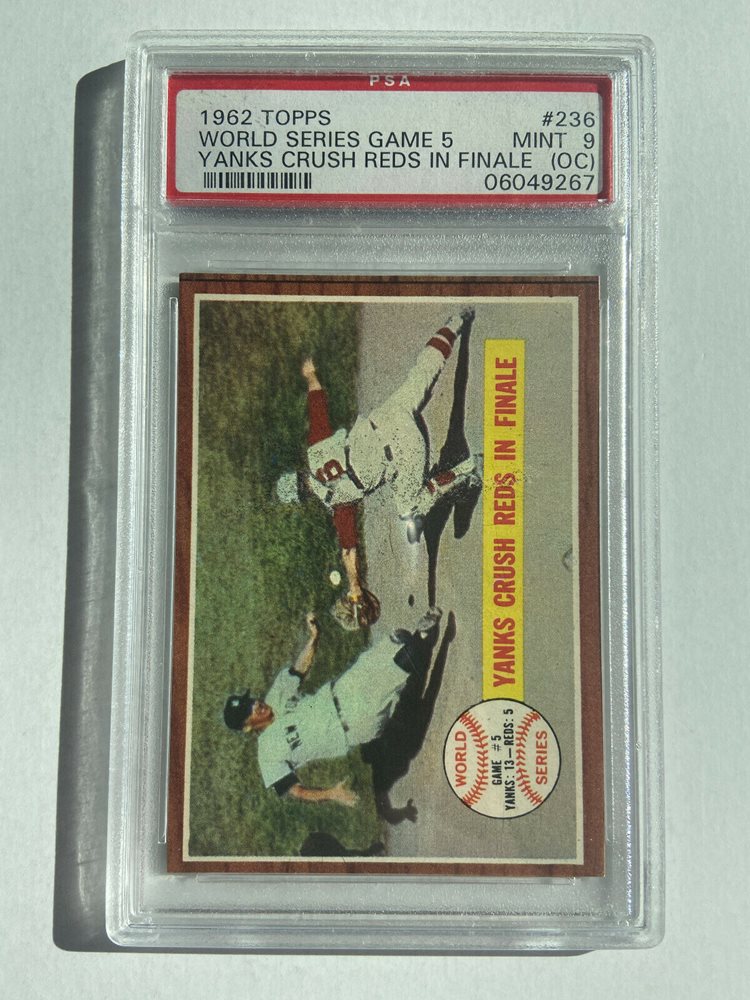 PSA
1962 TOPPS #236
WORLD SERIES GAME 5 MINT 9
YANKS CRUSH REDS IN FINALE (OC)
06049267
YANKS CRUSH REDS IN FINALE
WORLD
GAME #5
YANKS: 13—REDS: 5
SERIES
NEW